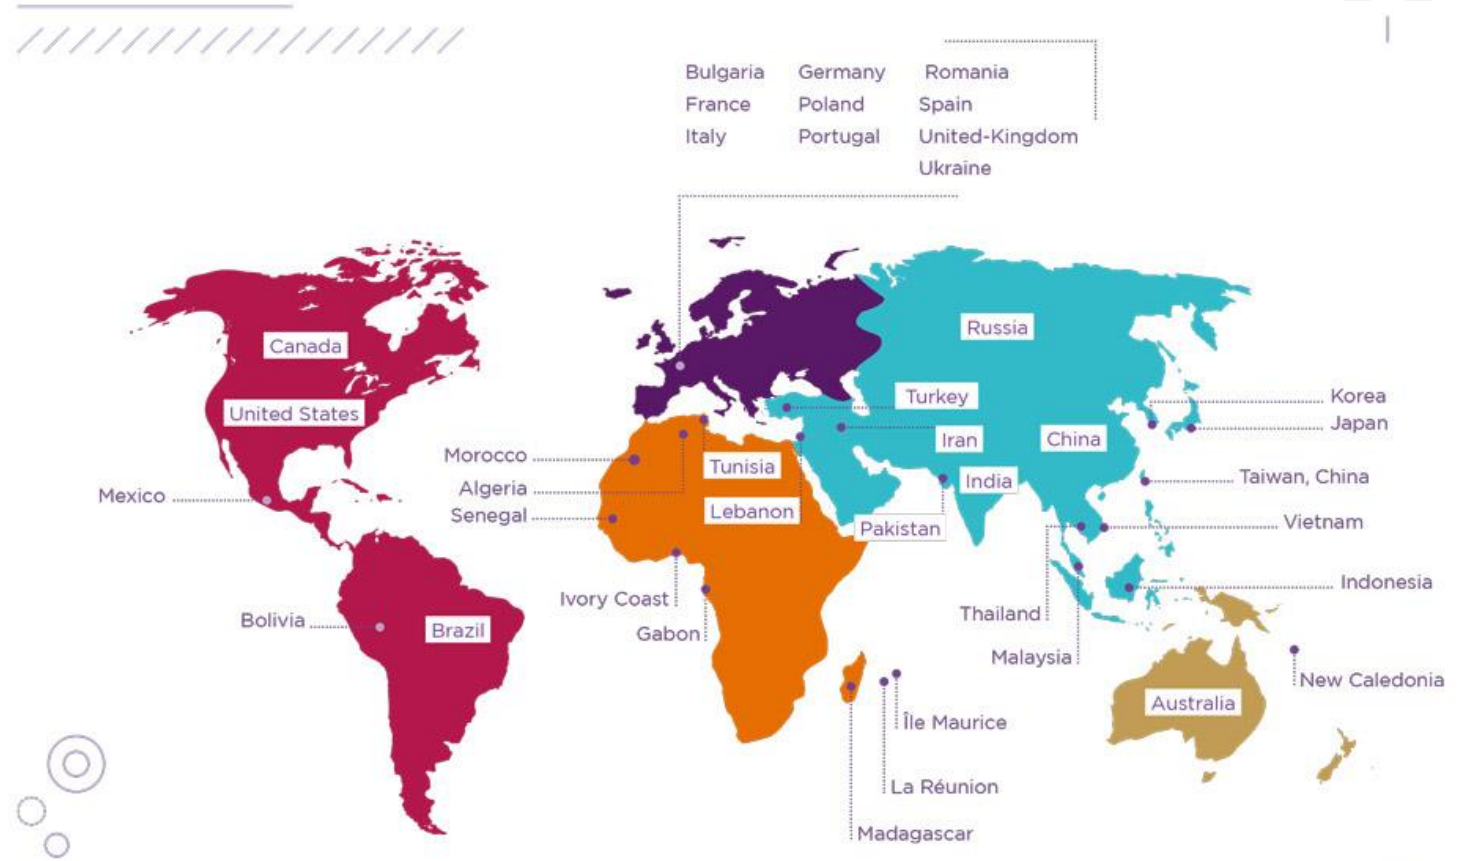 Bulgaria Germany Romania
France Poland Spain
Italy Portugal United-Kingdom
Ukraine
Canada
Russia
United States
Turkey
Korea
Japan
Iran
China
Morocco
Tunisia
Algeria
India
Taiwan, China
Mexico
Senegal
Lebanon
Pakistan
Vietnam
Ivory Coast
Indonesia
Bolivia
Brazil
Gabon
Thailand
Malaysia
New Caledonia
Australia
Île Maurice
La Réunion
Madagascar